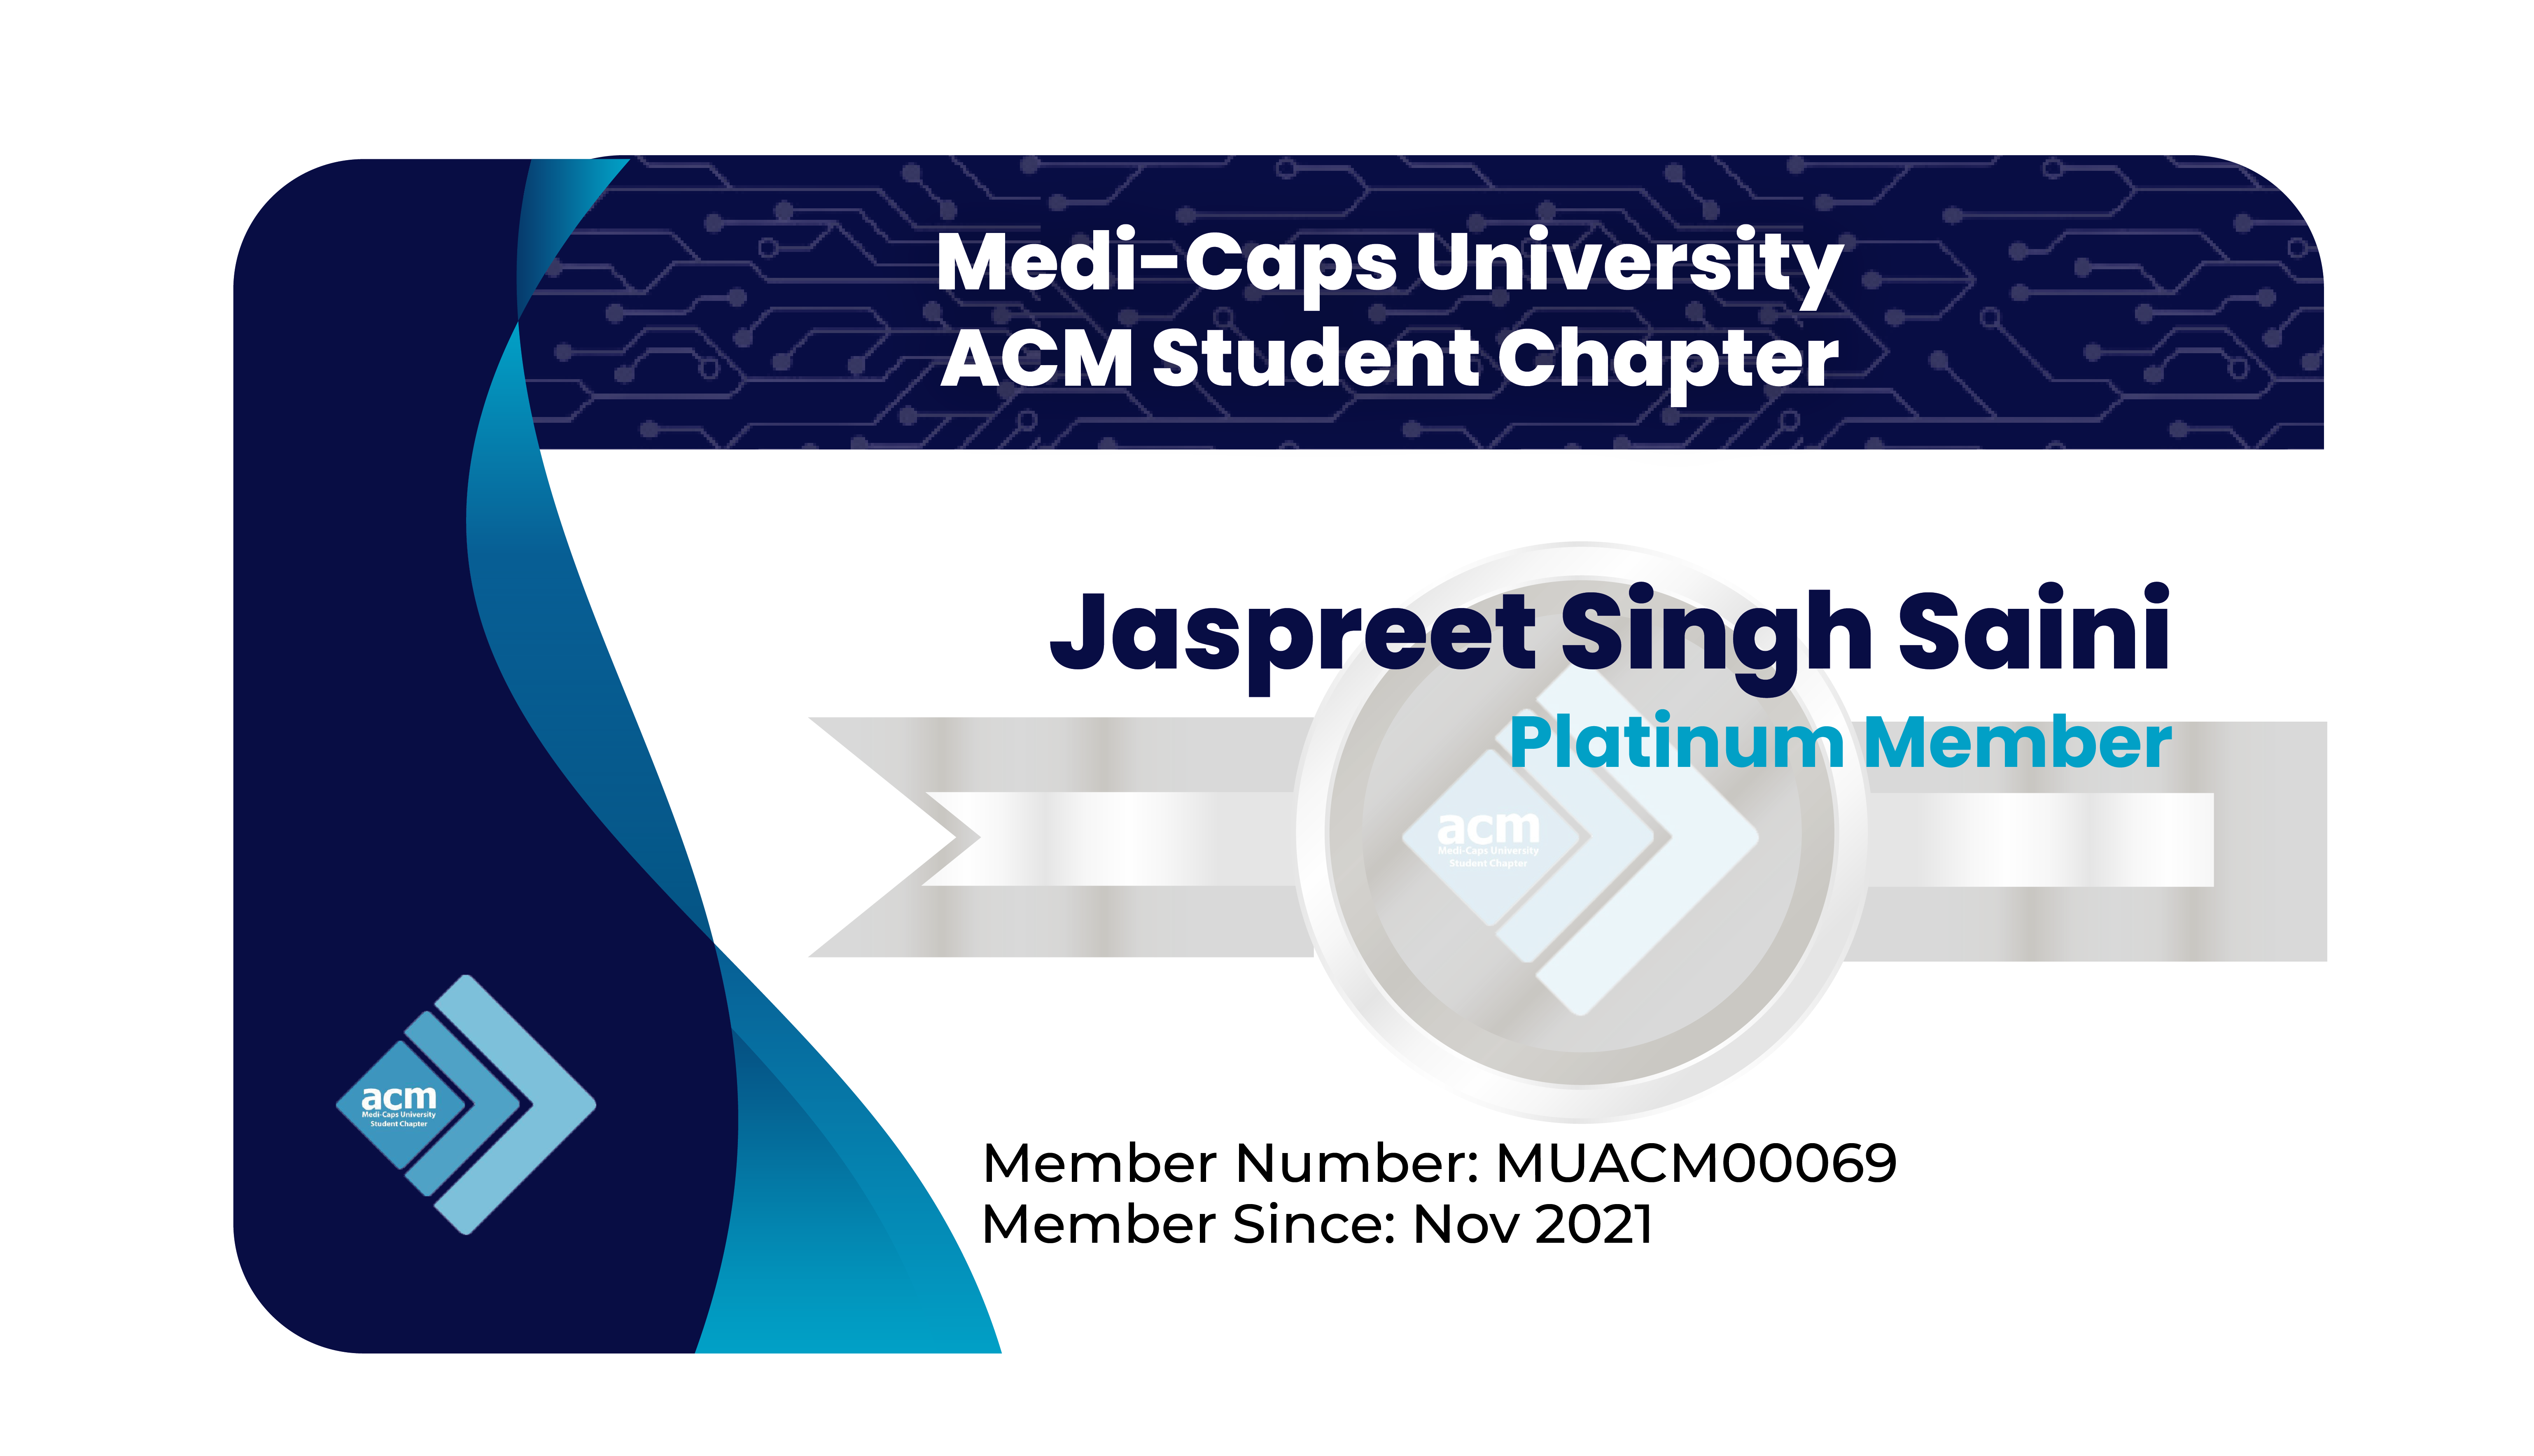 Medi-Caps University
ACM Student Chapter
Jaspreet Singh Saini
Platinum Member
acm
Medi-Caps University
Student Chapter
acm
Medi-Caps University
Student Chapter
Member Number: MUACM00069
Member Since: Nov 2021